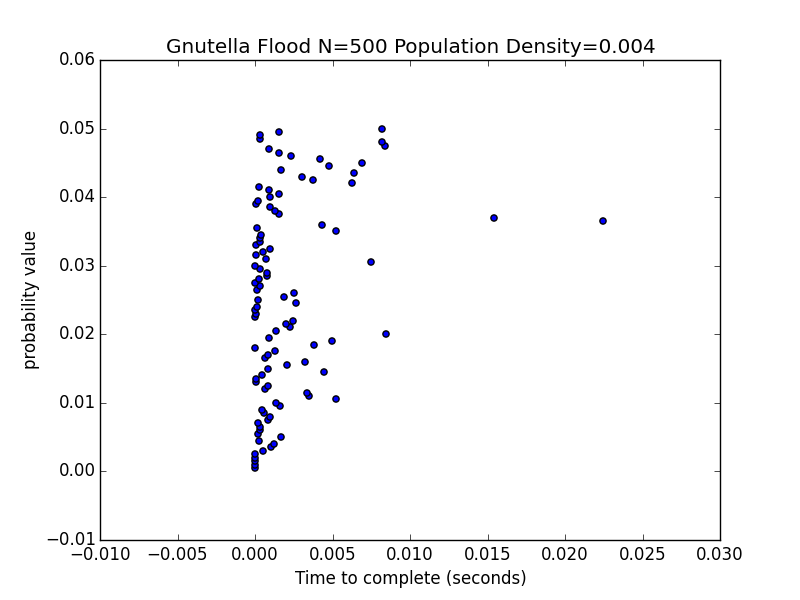 Gnutella Flood N=500 Population Density=0.004
0.06
0.05
0.04
0.03
0.02
0.01
0.00
−0.01
−0.010 −0.005 0.000 0.005 0.010 0.015 0.020 0.025 0.030
Time to complete (seconds)
probability value